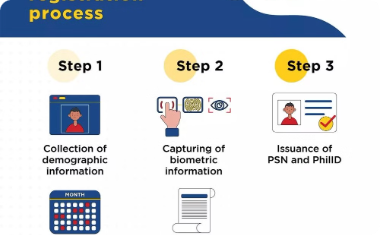 registration
process
Step 1
Step 2
Step 3
Collection of
demographic
information
Capturing of
biometric
information
Issuance of
PSN and PhilID
MONTH